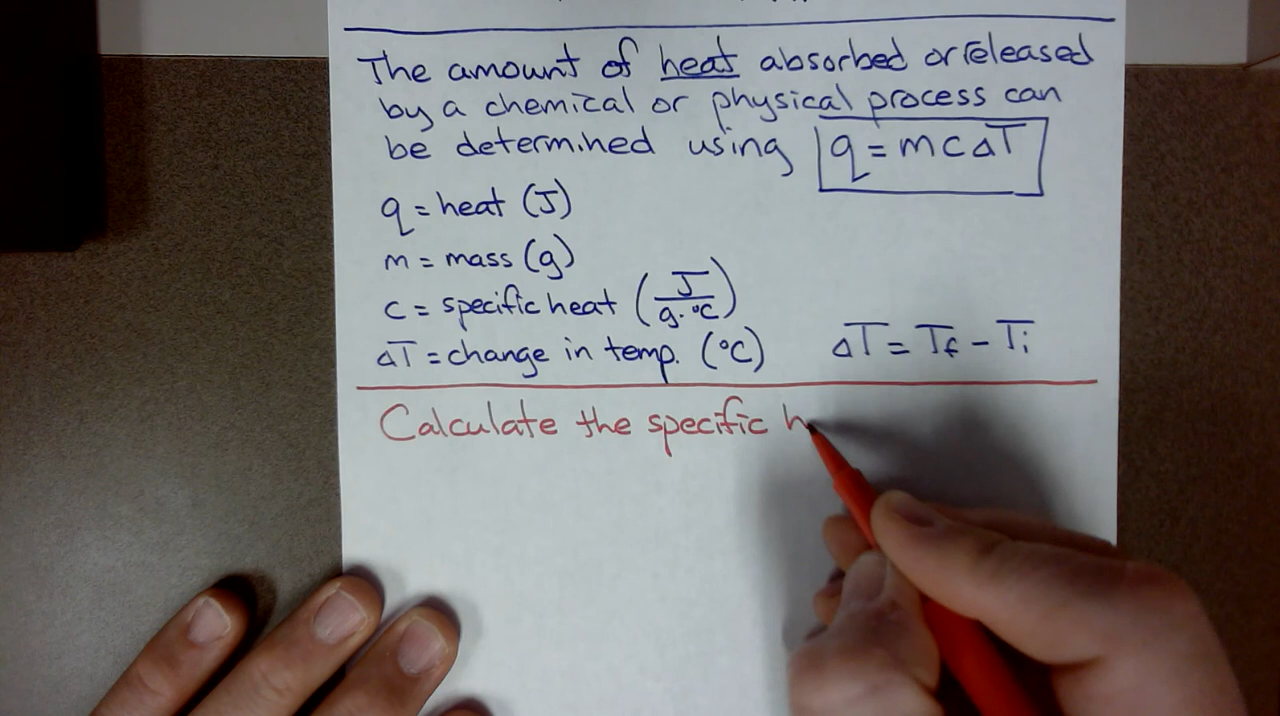 The amount of heat absorbed or released
by a chemical or physical process can
be determined using q = mcΔT
q = heat (J)
m = mass (g)
c = specific heat (J/g·°C)
ΔT = change in temp. (°C) ΔT = Tf - Ti
Calculate the specific h